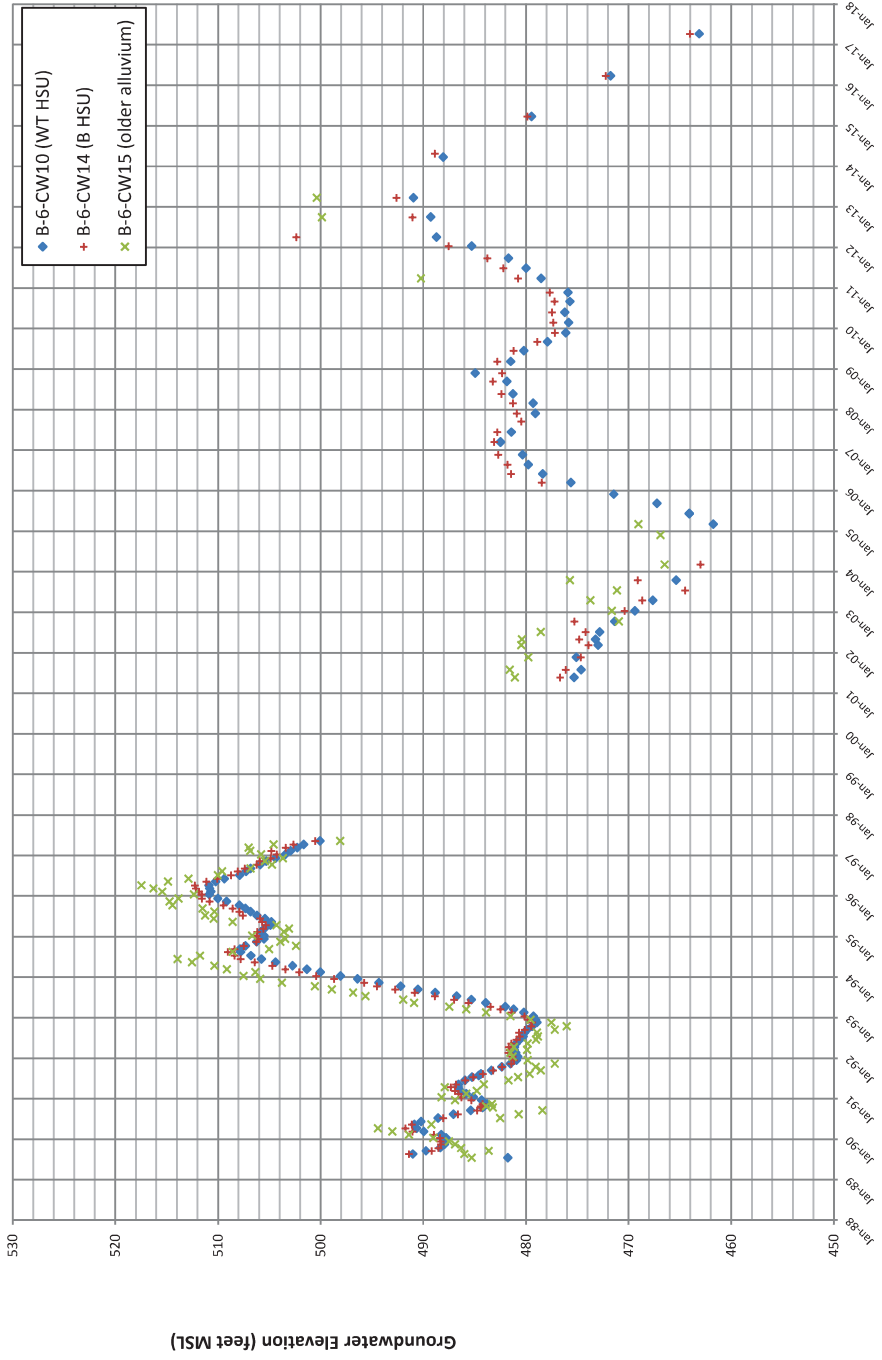 B-6-CW10 (WT HSU)
B-6-CW14 (B HSU)
B-6-CW15 (older alluvium)
Groundwater Elevation (feet MSL)
530
520
510
500
490
480
470
460
450
Jan-88
Jan-89
Jan-90
Jan-91
Jan-92
Jan-93
Jan-94
Jan-95
Jan-96
Jan-97
Jan-98
Jan-99
Jan-00
Jan-01
Jan-02
Jan-03
Jan-04
Jan-05
Jan-06
Jan-07
Jan-08
Jan-09
Jan-10
Jan-11
Jan-12
Jan-13
Jan-14
Jan-15
Jan-16
Jan-17
Jan-18